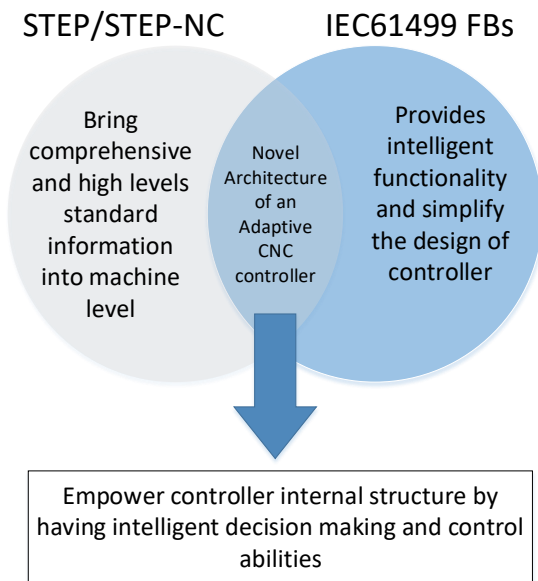 STEP/STEP-NC
IEC61499 FBs
Bring
comprehensive
and high levels
standard
information
into machine
level
Novel
Architecture
of an
Adaptive
CNC
controller
Provides
intelligent
functionality
and simplify
the design of
controller
Empower controller internal structure by
having intelligent decision making and control
abilities